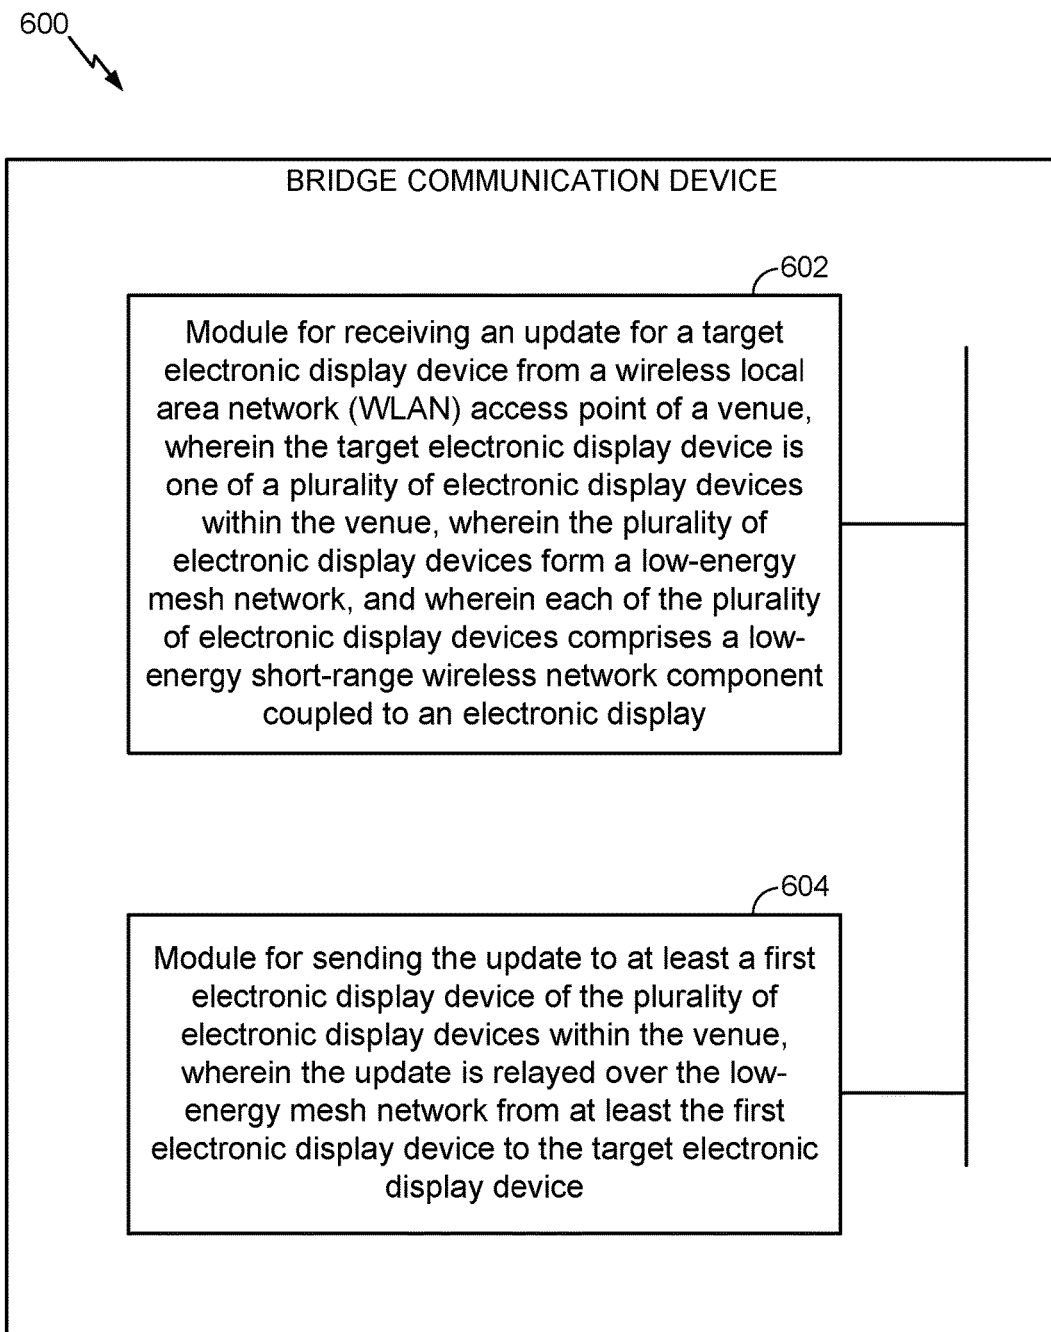 600
BRIDGE COMMUNICATION DEVICE
602
Module for receiving an update for a target
electronic display device from a wireless local
area network (WLAN) access point of a venue,
wherein the target electronic display device is
one of a plurality of electronic display devices
within the venue, wherein the plurality of
electronic display devices form a low-energy
mesh network, and wherein each of the plurality
of electronic display devices comprises a low-
energy short-range wireless network component
coupled to an electronic display
604
Module for sending the update to at least a first
electronic display device of the plurality of
electronic display devices within the venue,
wherein the update is relayed over the low-
energy mesh network from at least the first
electronic display device to the target electronic
display device